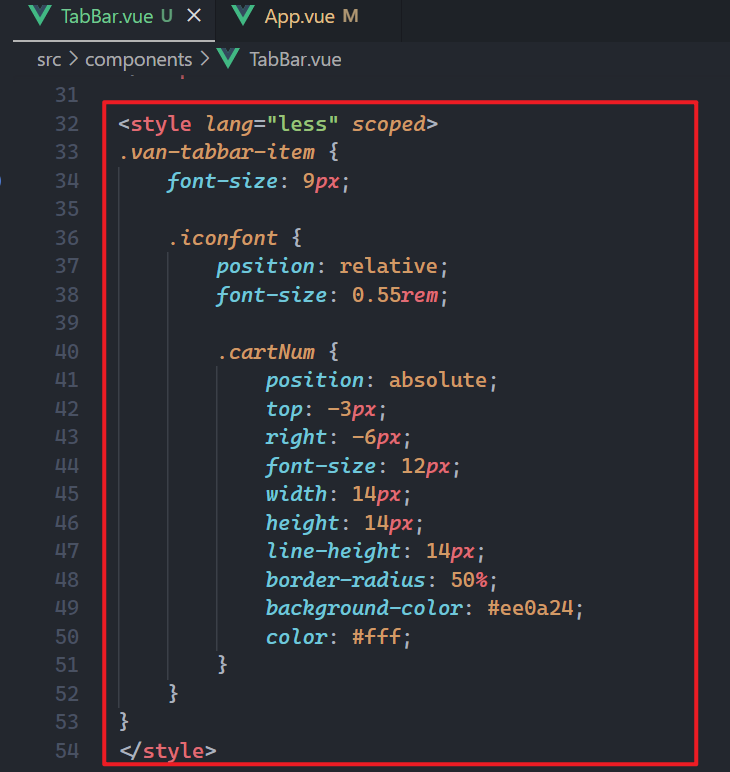 TabBar.vue U × App.vue M
src > components > TabBar.vue
31
32 <style lang="less" scoped>
33 .van-tabbar-item {
34 font-size: 9px;
35
36 .iconfont {
37 position: relative;
38 font-size: 0.55rem;
39
40 .cartNum {
41 position: absolute;
42 top: -3px;
43 right: -6px;
44 font-size: 12px;
45 width: 14px;
46 height: 14px;
47 line-height: 14px;
48 border-radius: 50%;
49 background-color: #ee0a24;
50 color: #fff;
51 }
52 }
53 }
54 </style>